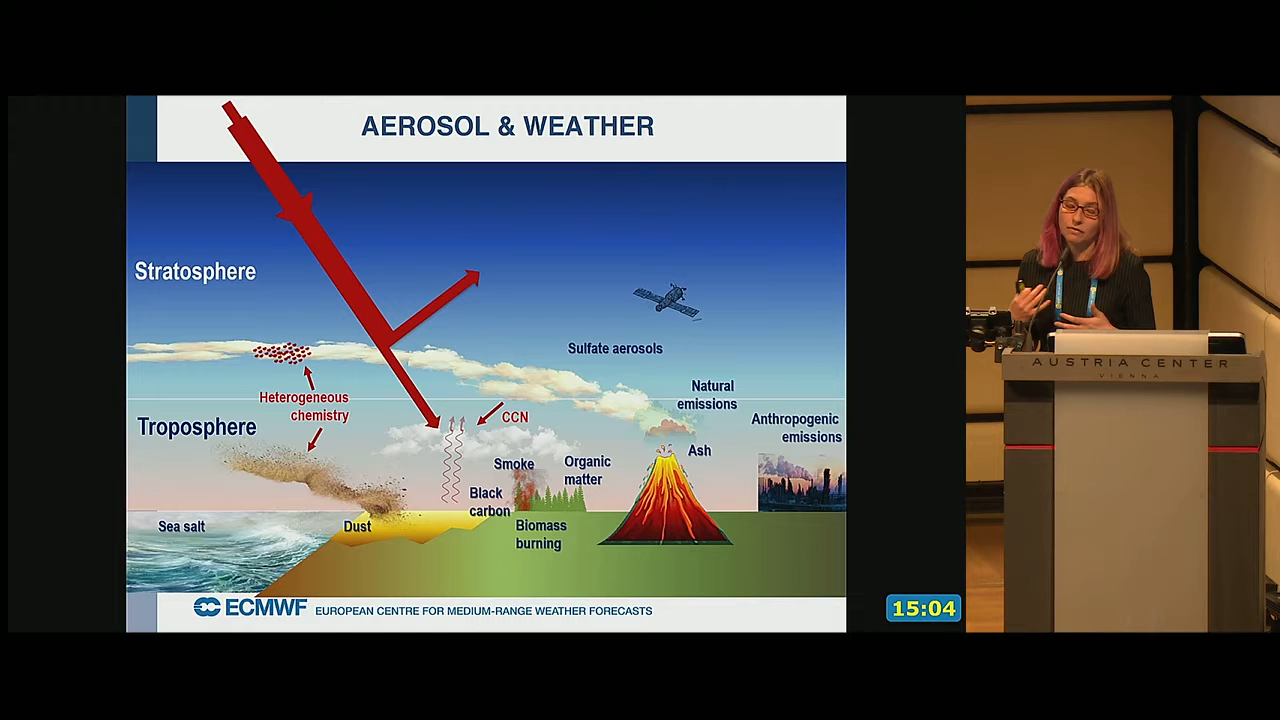 AEROSOL & WEATHER
Stratosphere
Sulfate aerosols
Natural
emissions
Heterogeneous
chemistry
CCN
Troposphere
Anthropogenic
emissions
Ash
Smoke
Organic
matter
Black
carbon
Sea salt
Dust
Biomass
burning
ECMWF EUROPEAN CENTRE FOR MEDIUM-RANGE WEATHER FORECASTS
15:04
AUSTRIA CENTER
VIENNA